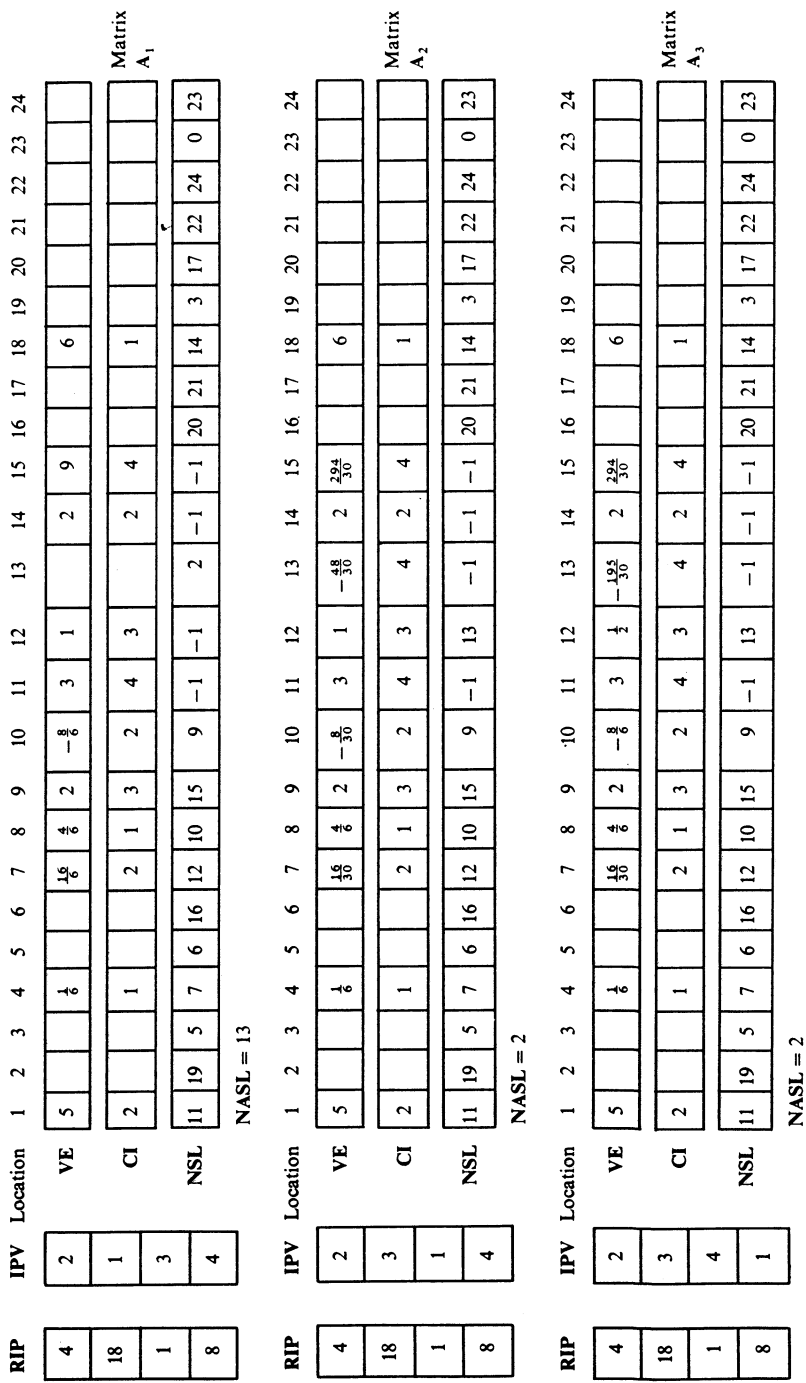 RIP IPV Location 1 2 3 4 5 6 7 8 9 10 11 12 13 14 15 16 17 18 19 20 21 22 23 24
4 2 VE 5 1/6 16/6 4/6 2 −8/6 3 1 2 9 6
18 1 CI 2 1 2 1 3 2 4 3 2 4 1 Matrix A₁
1 3 NSL 11 19 5 7 6 16 12 10 15 9 −1 −1 2 −1 −1 20 21 14 3 17 22 24 0 23
8 4
NASL = 13
RIP IPV Location 1 2 3 4 5 6 7 8 9 10 11 12 13 14 15 16 17 18 19 20 21 22 23 24
4 2 VE 5 1/6 16/30 4/6 2 −8/30 3 1 −48/30 2 294/30 6
18 3 CI 2 1 2 1 3 2 4 3 4 2 4 1 Matrix A₂
1 1 NSL 11 19 5 7 6 16 12 10 15 9 −1 13 −1 −1 −1 20 21 14 3 17 22 24 0 23
8 4
NASL = 2
RIP IPV Location 1 2 3 4 5 6 7 8 9 10 11 12 13 14 15 16 17 18 19 20 21 22 23 24
4 2 VE 5 1/6 16/30 4/6 2 −8/6 3 1/2 −195/30 2 294/30 6
18 3 CI 2 1 2 1 3 2 4 3 4 2 4 1 Matrix A₃
1 4 NSL 11 19 5 7 6 16 12 10 15 9 −1 13 −1 −1 −1 20 21 14 3 17 22 24 0 23
8 1
NASL = 2